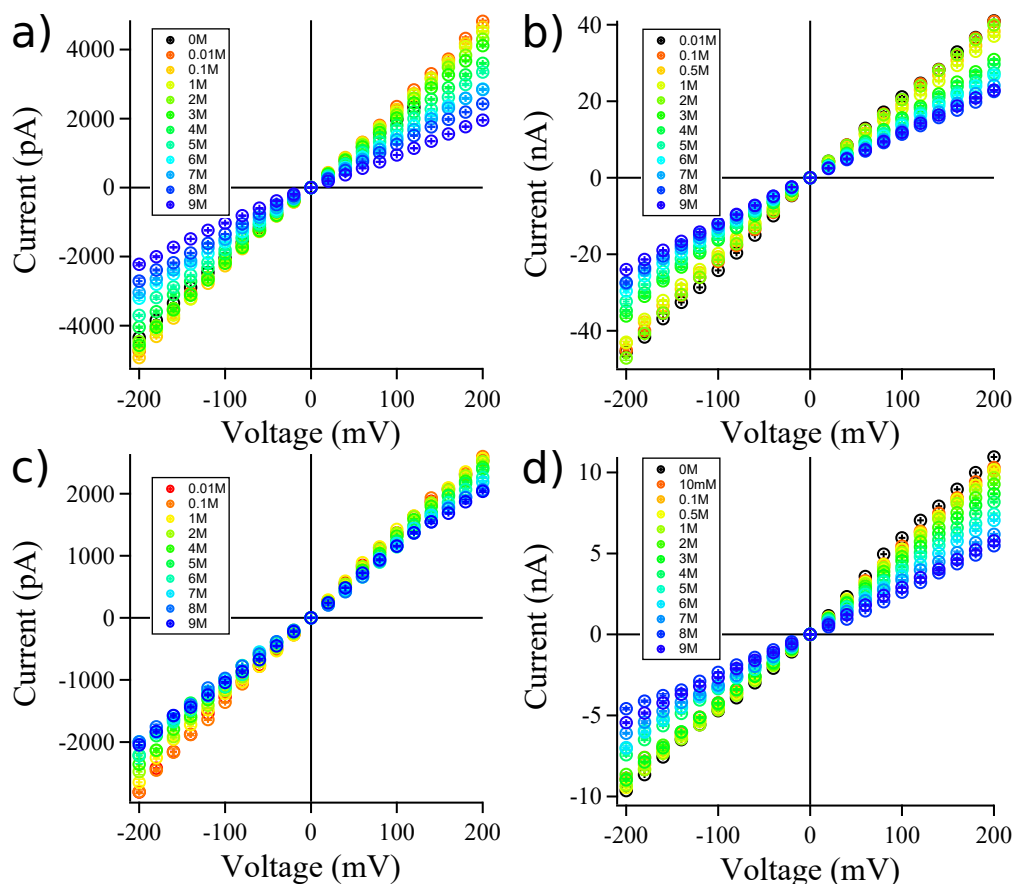 a)
Current (pA)
4000
2000
0
-2000
-4000
0M
0.01M
0.1M
1M
2M
3M
4M
5M
6M
7M
8M
9M
-200
-100
0
100
200
Voltage (mV)
b)
Current (nA)
40
20
0
-20
-40
0.01M
0.1M
0.5M
1M
2M
3M
4M
5M
6M
7M
8M
9M
-200
-100
0
100
200
Voltage (mV)
c)
Current (pA)
2000
1000
0
-1000
-2000
0.01M
0.1M
1M
2M
4M
5M
6M
7M
8M
9M
-200
-100
0
100
200
Voltage (mV)
d)
Current (nA)
10
5
0
-5
-10
0M
10mM
0.1M
0.5M
1M
2M
3M
4M
5M
6M
7M
8M
9M
-200
-100
0
100
200
Voltage (mV)